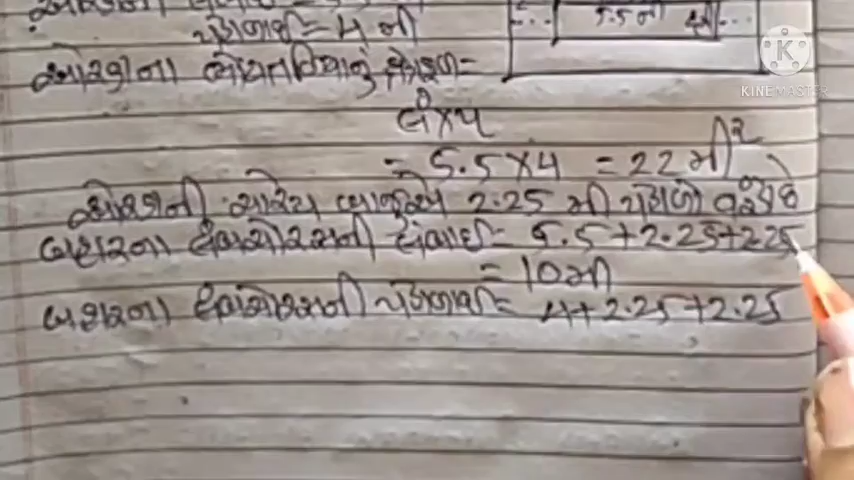 પહોળાઈ = 4 મી
5.5 મી
ઓરડાના ભોંયતળિયાનું ક્ષેત્રફળ =
લં × પ
= 5.5 × 4 = 22 મી²
ઓરડાની ચારેય બાજુએ 2.25 મી પહોળો
બહારના લંબચોરસની લંબાઈ = 5.5 + 2.25 + 2.25
= 10 મી
બહારના લંબચોરસની પહોળાઈ = 4 + 2.25 + 2.25
K
KINEMASTER